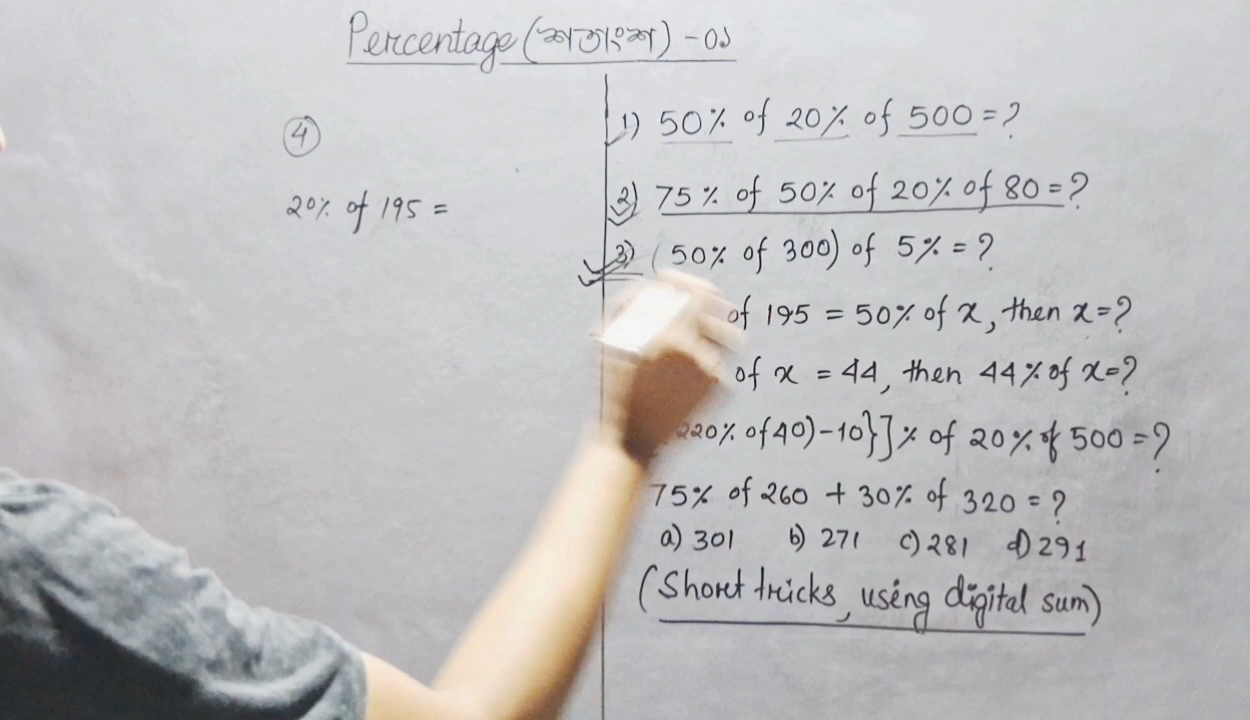 Percentage (শতাংশ) - ০১
4
20% of 195 =
1) 50% of 20% of 500 = ?
2) 75% of 50% of 20% of 80 = ?
3) (50% of 300) of 5% = ?
of 195 = 50% of x, then x = ?
of x = 44, then 44% of x = ?
220% of 40) - 10}]% of 20% of 500 = ?
75% of 260 + 30% of 320 = ?
a) 301 b) 271 c) 281 d) 291
(Short tricks, using digital sum)